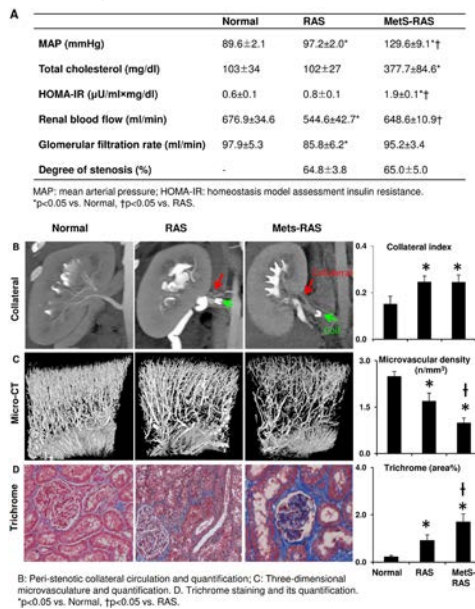 A
Normal RAS MetS-RAS
MAP (mmHg) 89.6±2.1 97.2±2.0* 129.6±9.1*†
Total cholesterol (mg/dl) 103±34 102±27 377.7±84.6*
HOMA-IR (µU/ml×mg/dl) 0.6±0.1 0.8±0.1 1.9±0.1*†
Renal blood flow (ml/min) 676.9±34.6 544.6±42.7* 648.6±10.9†
Glomerular filtration rate (ml/min) 97.9±5.3 85.8±6.2* 95.2±3.4
Degree of stenosis (%) - 64.8±3.8 65.0±5.0
MAP: mean arterial pressure; HOMA-IR: homeostasis model assessment insulin resistance.
*p<0.05 vs. Normal, †p<0.05 vs. RAS.
Normal RAS Mets-RAS
B
Collateral
Collateral index
0.4
0.2
0.0
* *
C
Micro-CT
Microvascular density
(n/mm³)
3.0
1.5
0.0
* ƚ *
D
Trichrome
Trichrome (area%)
4.0
2.0
0.0
* ƚ *
Normal RAS MetS-
RAS
B: Peri-stenotic collateral circulation and quantification; C: Three-dimensional
microvasculature and quantification. D. Trichrome staining and its quantification.
*p<0.05 vs. Normal, †p<0.05 vs. RAS.